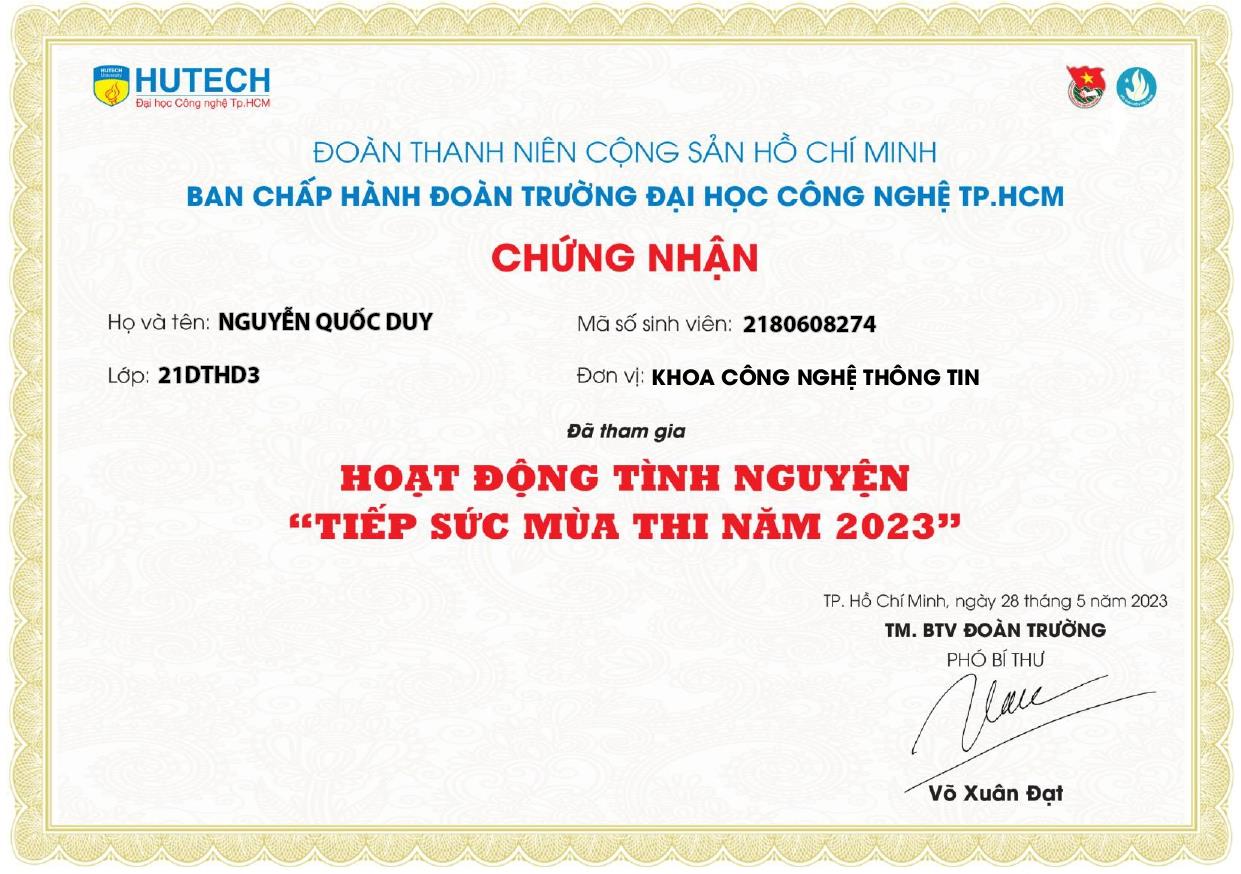 HUTECH
University
HUTECH
Đại học Công nghệ Tp.HCM
ĐOÀN THANH NIÊN CỘNG SẢN HỒ CHÍ MINH
BAN CHẤP HÀNH ĐOÀN TRƯỜNG ĐẠI HỌC CÔNG NGHỆ TP.HCM
CHỨNG NHẬN
Họ và tên: NGUYỄN QUỐC DUY Mã số sinh viên: 2180608274
Lớp: 21DTHD3 Đơn vị: KHOA CÔNG NGHỆ THÔNG TIN
Đã tham gia
HOẠT ĐỘNG TÌNH NGUYỆN
“TIẾP SỨC MÙA THI NĂM 2023”
TP. Hồ Chí Minh, ngày 28 tháng 5 năm 2023
TM. BTV ĐOÀN TRƯỜNG
PHÓ BÍ THƯ
Võ Xuân Đạt